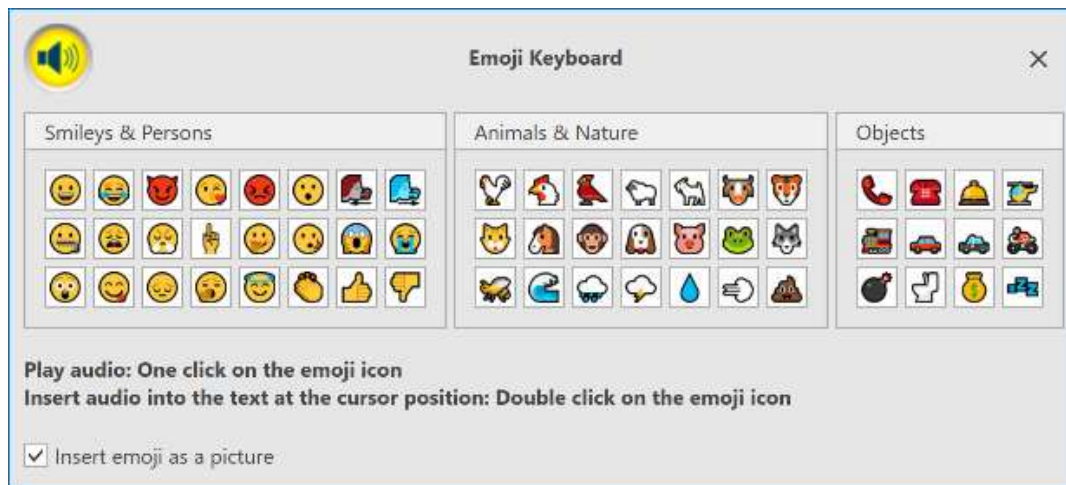 Emoji Keyboard
Smileys & Persons
Animals & Nature
Objects
Play audio: One click on the emoji icon
Insert audio into the text at the cursor position: Double click on the emoji icon
Insert emoji as a picture